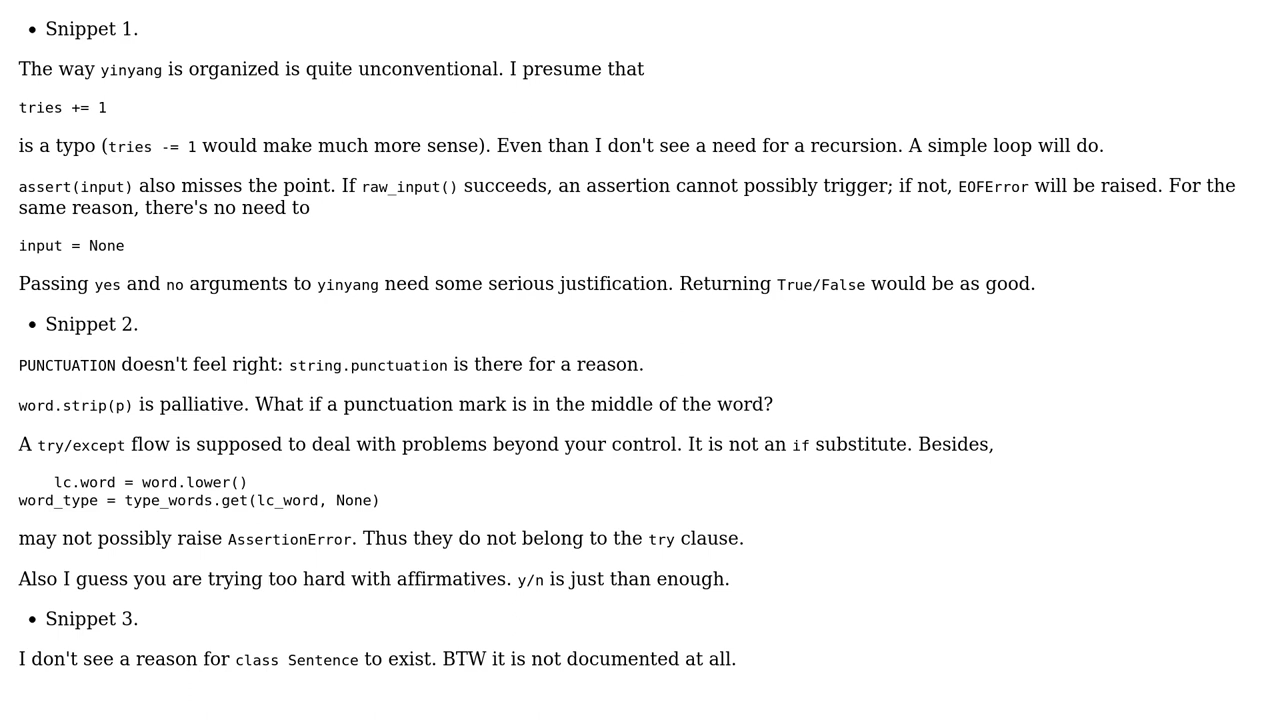 • Snippet 1.
The way yinyang is organized is quite unconventional. I presume that
tries += 1
is a typo (tries -= 1 would make much more sense). Even than I don't see a need for a recursion. A simple loop will do.
assert(input) also misses the point. If raw_input() succeeds, an assertion cannot possibly trigger; if not, EOFError will be raised. For the
same reason, there's no need to
input = None
Passing yes and no arguments to yinyang need some serious justification. Returning True/False would be as good.
• Snippet 2.
PUNCTUATION doesn't feel right: string.punctuation is there for a reason.
word.strip(p) is palliative. What if a punctuation mark is in the middle of the word?
A try/except flow is supposed to deal with problems beyond your control. It is not an if substitute. Besides,
    lc.word = word.lower()
word_type = type_words.get(lc_word, None)
may not possibly raise AssertionError. Thus they do not belong to the try clause.
Also I guess you are trying too hard with affirmatives. y/n is just than enough.
• Snippet 3.
I don't see a reason for class Sentence to exist. BTW it is not documented at all.